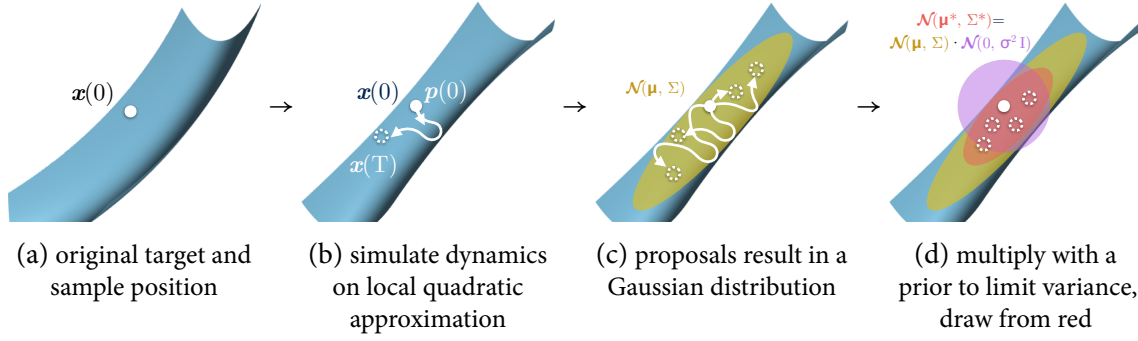 x(0)
→
x(0)
p(0)
x(T)
→
𝒩(μ, Σ)
→
𝒩(μ*, Σ*)=
𝒩(μ, Σ) · 𝒩(0, σ² I)
(a) original target and
sample position
(b) simulate dynamics
on local quadratic
approximation
(c) proposals result in a
Gaussian distribution
(d) multiply with a
prior to limit variance,
draw from red